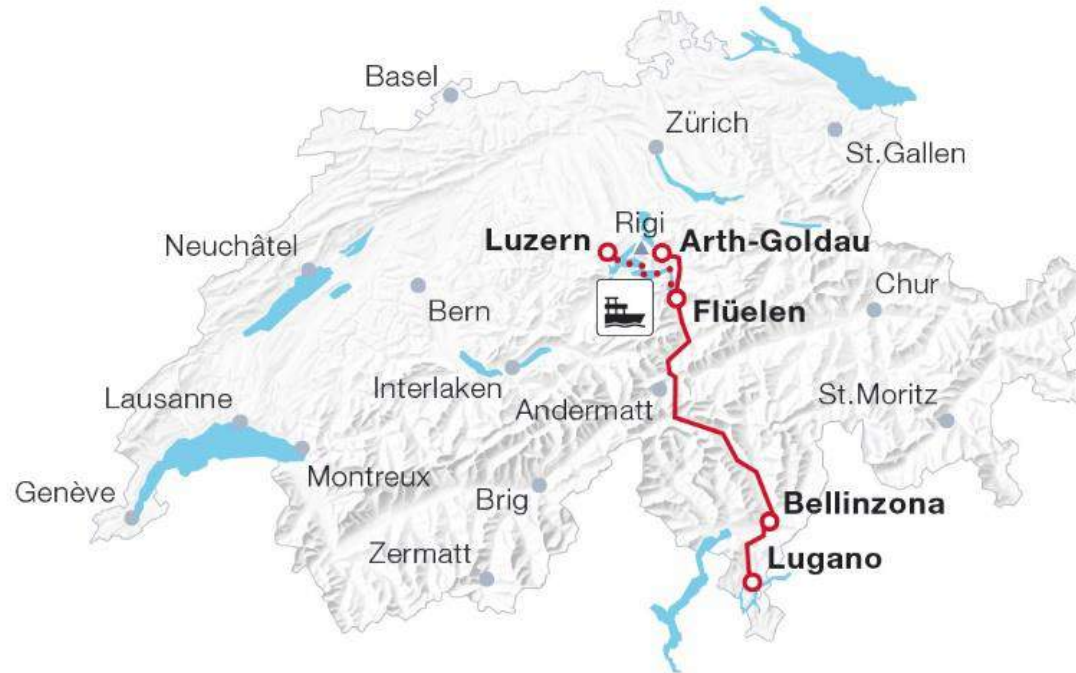 Basel
Zürich
St.Gallen
Rigi
Luzern
Arth-Goldau
Neuchâtel
Bern
Flüelen
Chur
Interlaken
Andermatt
St.Moritz
Lausanne
Montreux
Genève
Brig
Bellinzona
Zermatt
Lugano